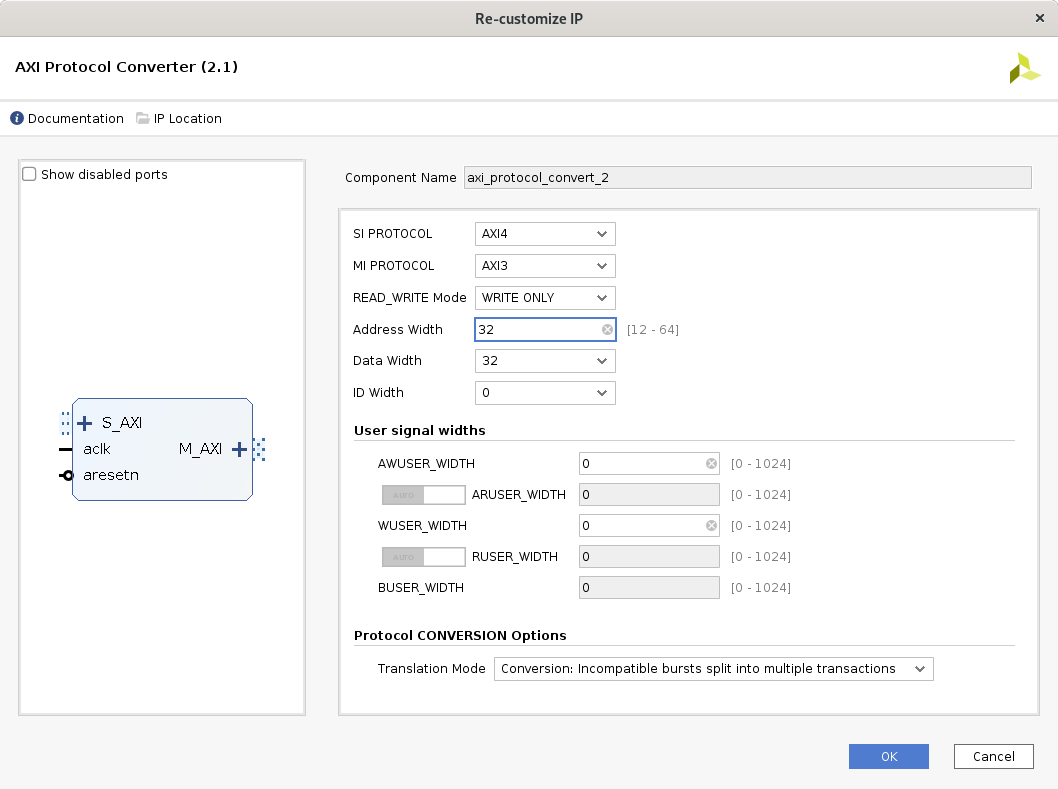 Re-customize IP
AXI Protocol Converter (2.1)
Documentation IP Location
Show disabled ports
S_AXI
aclk M_AXI
aresetn
Component Name axi_protocol_convert_2
SI PROTOCOL AXI4
MI PROTOCOL AXI3
READ_WRITE Mode WRITE ONLY
Address Width 32 [12 - 64]
Data Width 32
ID Width 0
User signal widths
AWUSER_WIDTH 0 [0 - 1024]
AUTO ARUSER_WIDTH 0 [0 - 1024]
WUSER_WIDTH 0 [0 - 1024]
AUTO RUSER_WIDTH 0 [0 - 1024]
BUSER_WIDTH 0 [0 - 1024]
Protocol CONVERSION Options
Translation Mode Conversion: Incompatible bursts split into multiple transactions
OK Cancel